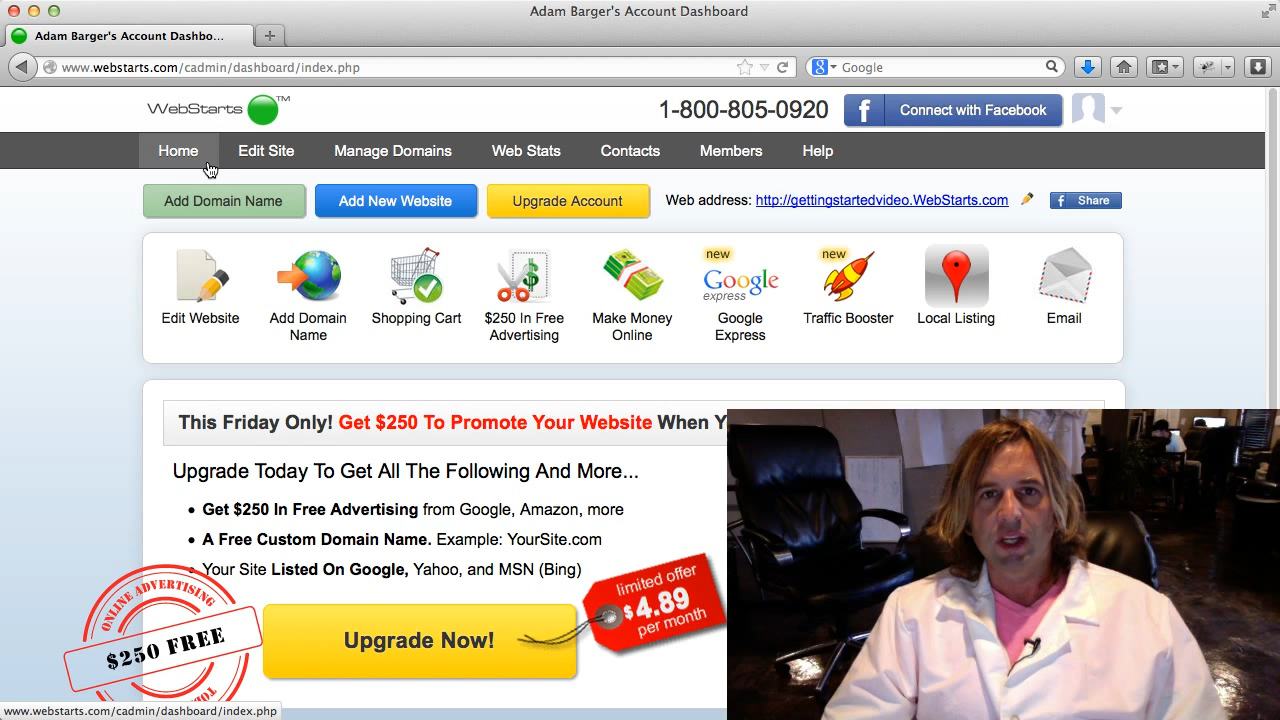 Adam Barger's Account Dashboard
Adam Barger's Account Dashbo...
www.webstarts.com/cadmin/dashboard/index.php
Google
WebStarts™
1-800-805-0920
f Connect with Facebook
Home Edit Site Manage Domains Web Stats Contacts Members Help
Add Domain Name Add New Website Upgrade Account Web address: http://gettingstartedvideo.WebStarts.com f Share
new new
Google
express
Edit Website Add Domain Shopping Cart $250 In Free Make Money Google Traffic Booster Local Listing Email
Name Advertising Online Express
This Friday Only! Get $250 To Promote Your Website When Y
Upgrade Today To Get All The Following And More...
• Get $250 In Free Advertising from Google, Amazon, more
• A Free Custom Domain Name. Example: YourSite.com
• Your Site Listed On Google, Yahoo, and MSN (Bing)
limited offer
$4.89
per month
ONLINE ADVERTISING
$250 FREE
Upgrade Now!
www.webstarts.com/cadmin/dashboard/index.php